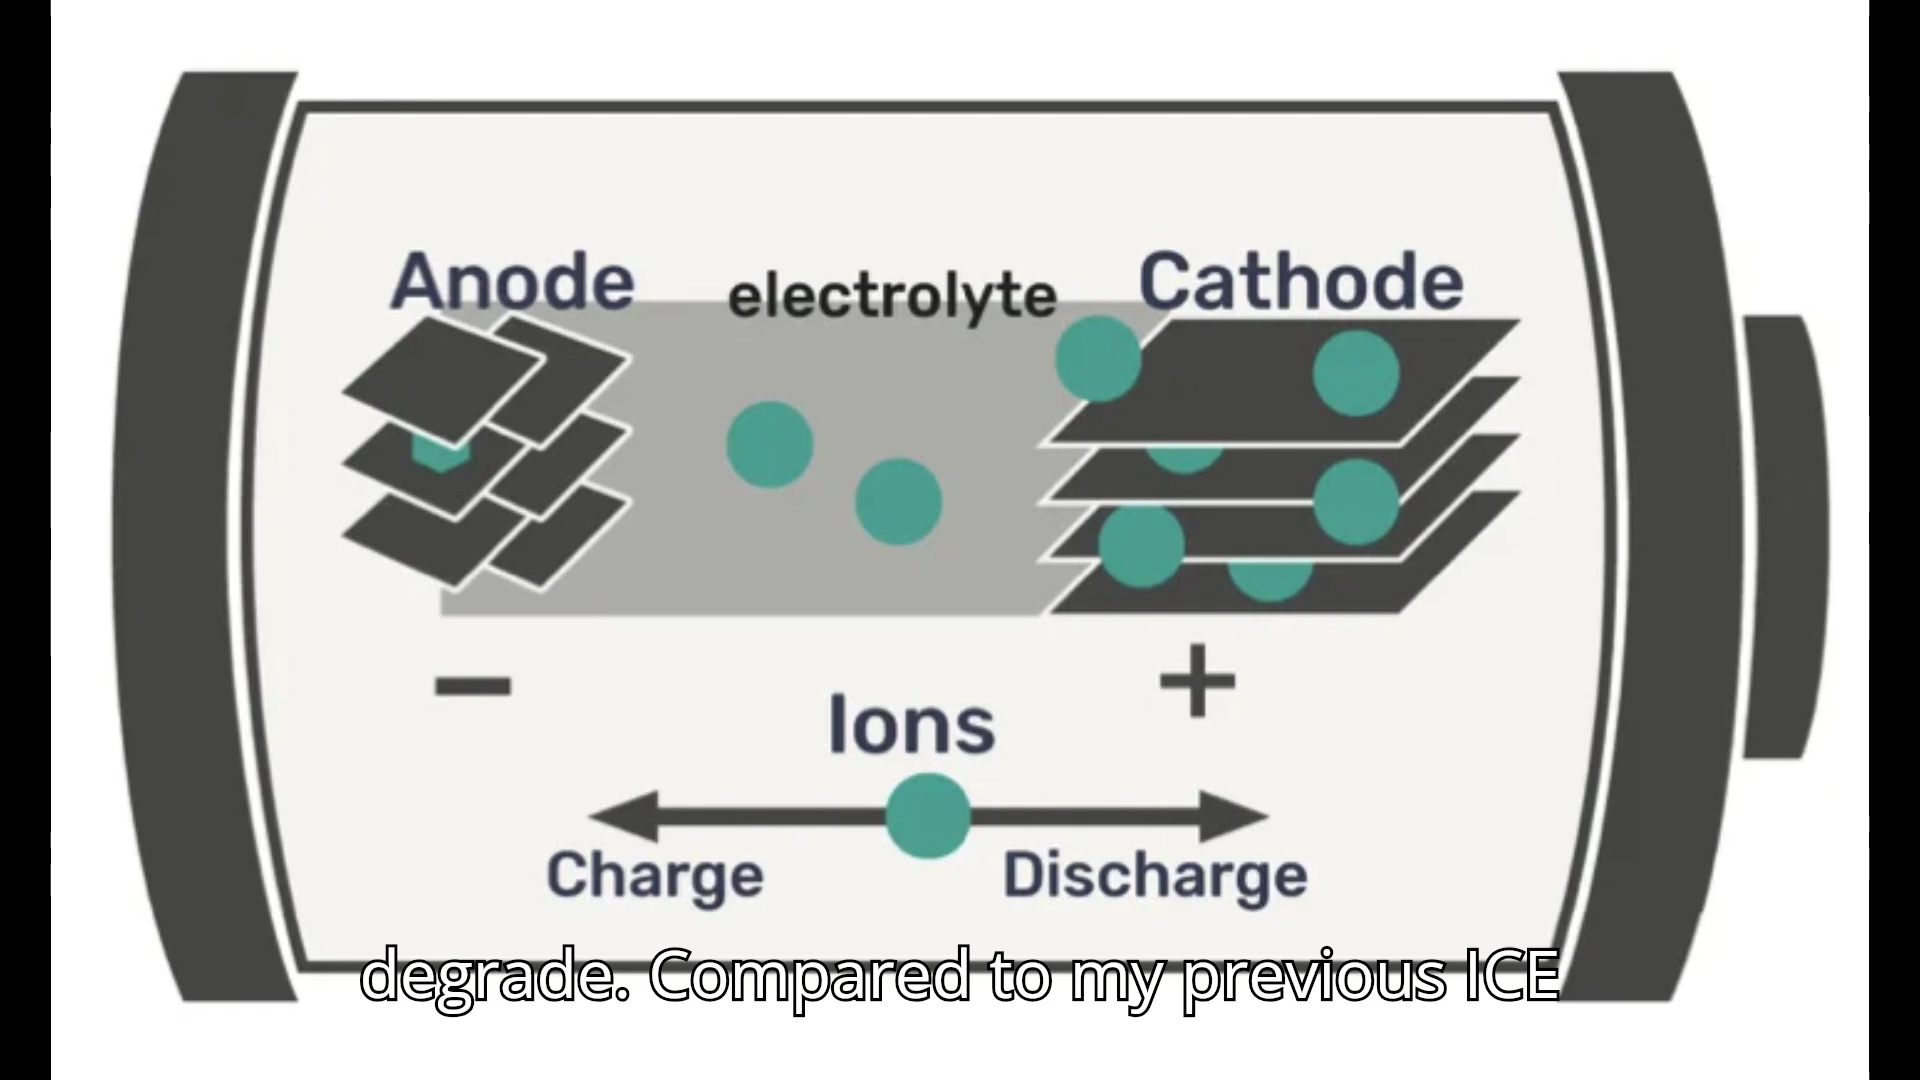 Anode
electrolyte
Cathode
−
+
Ions
Charge
Discharge
degrade. Compared to my previous ICE